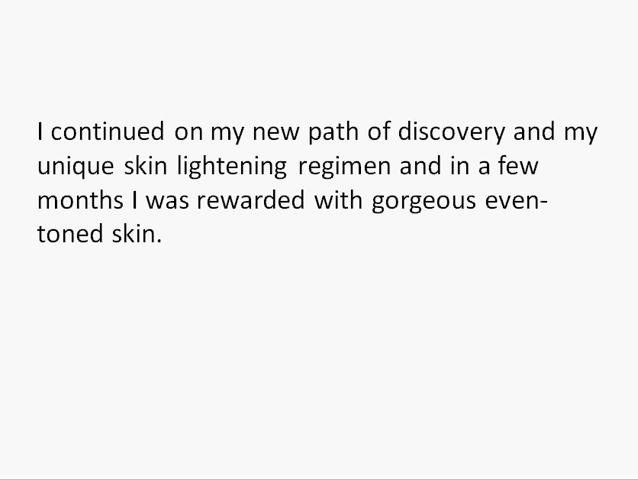 I continued on my new path of discovery and my
unique skin lightening regimen and in a few
months I was rewarded with gorgeous even-
toned skin.